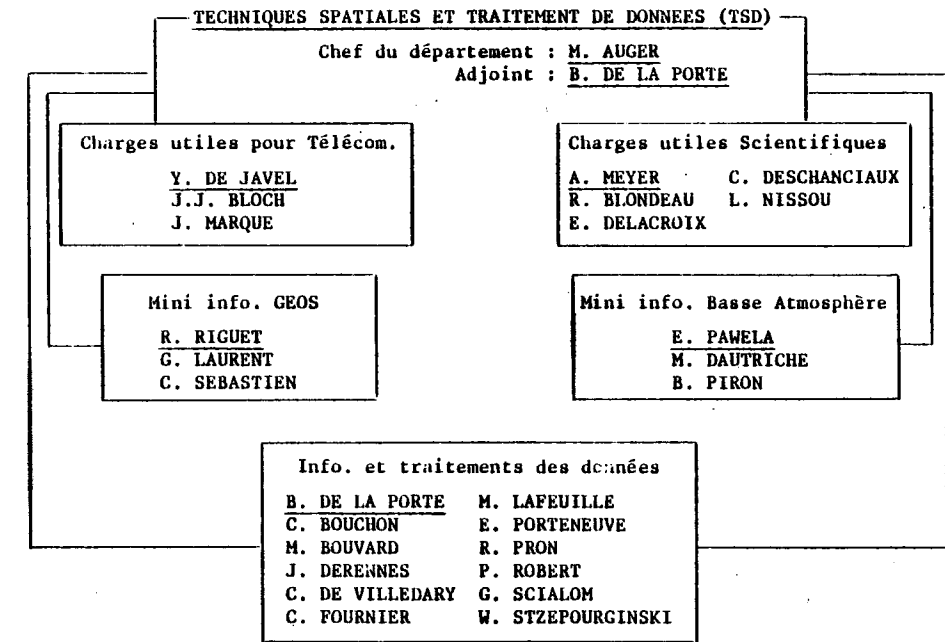 TECHNIQUES SPATIALES ET TRAITEMENT DE DONNEES (TSD)
Chef du département : M. AUGER
Adjoint : B. DE LA PORTE
Charges utiles pour Télécom.
Y. DE JAVEL
J.J. BLOCH
J. MARQUE
Charges utiles Scientifiques
A. MEYER C. DESCHANCIAUX
R. BLONDEAU L. NISSOU
E. DELACROIX
Mini info. GEOS
R. RIGUET
G. LAURENT
C. SEBASTIEN
Mini info. Basse Atmosphère
E. PAWELA
M. DAUTRICHE
B. PIRON
Info. et traitements des données
B. DE LA PORTE M. LAFEUILLE
C. BOUCHON E. PORTENEUVE
M. BOUVARD R. PRON
J. DERENNES P. ROBERT
C. DE VILLEDARY G. SCIALOM
C. FOURNIER W. STZEPOURGINSKI